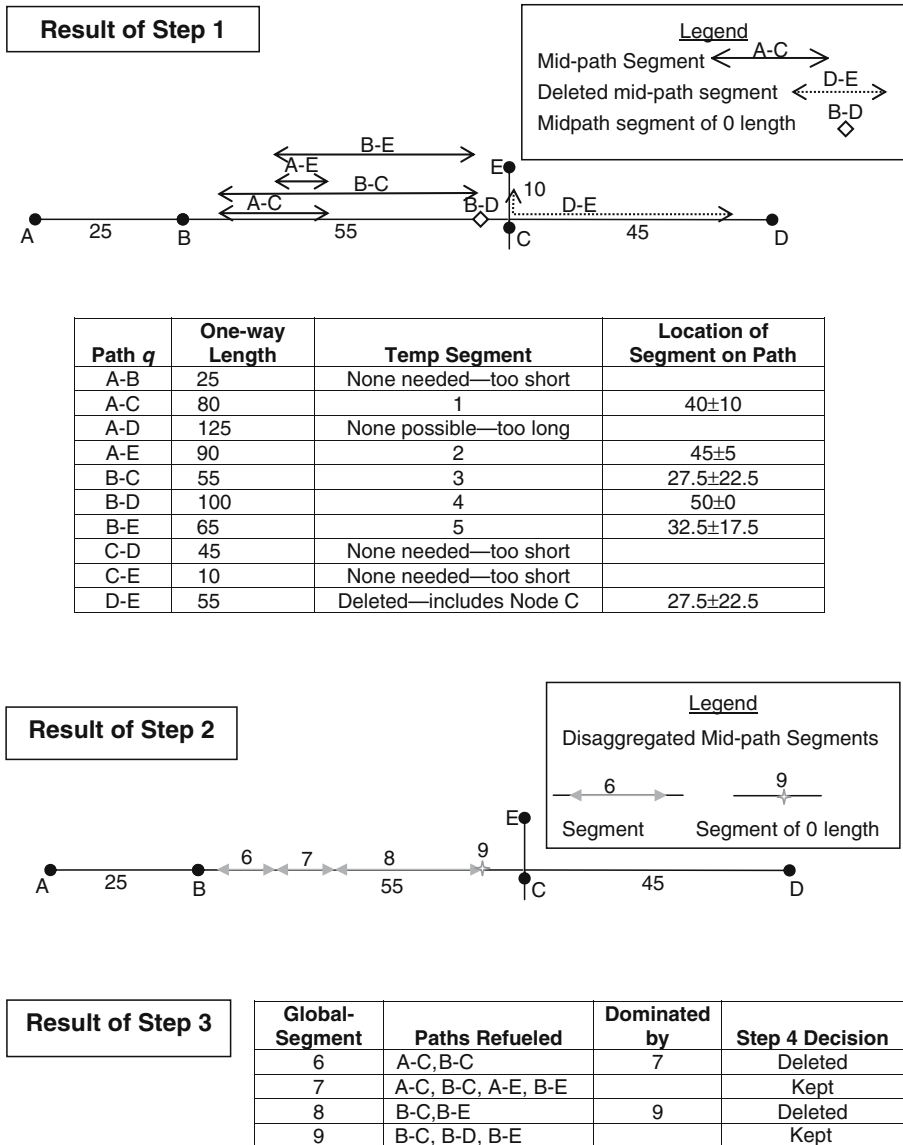 Result of Step 1
Legend
Mid-path Segment A-C
Deleted mid-path segment D-E
Midpath segment of 0 length B-D
B-E
A-E
B-C
A-C
B-D
E
10
D-E
A 25 B 55 C 45 D
Path q One-way Length Temp Segment Location of Segment on Path
A-B 25 None needed—too short
A-C 80 1 40±10
A-D 125 None possible—too long
A-E 90 2 45±5
B-C 55 3 27.5±22.5
B-D 100 4 50±0
B-E 65 5 32.5±17.5
C-D 45 None needed—too short
C-E 10 None needed—too short
D-E 55 Deleted—includes Node C 27.5±22.5
Result of Step 2
Legend
Disaggregated Mid-path Segments
6 9
Segment Segment of 0 length
E
6 7 8 9
A 25 B 55 C 45 D
Result of Step 3
Global-Segment Paths Refueled Dominated by Step 4 Decision
6 A-C,B-C 7 Deleted
7 A-C, B-C, A-E, B-E Kept
8 B-C,B-E 9 Deleted
9 B-C, B-D, B-E Kept